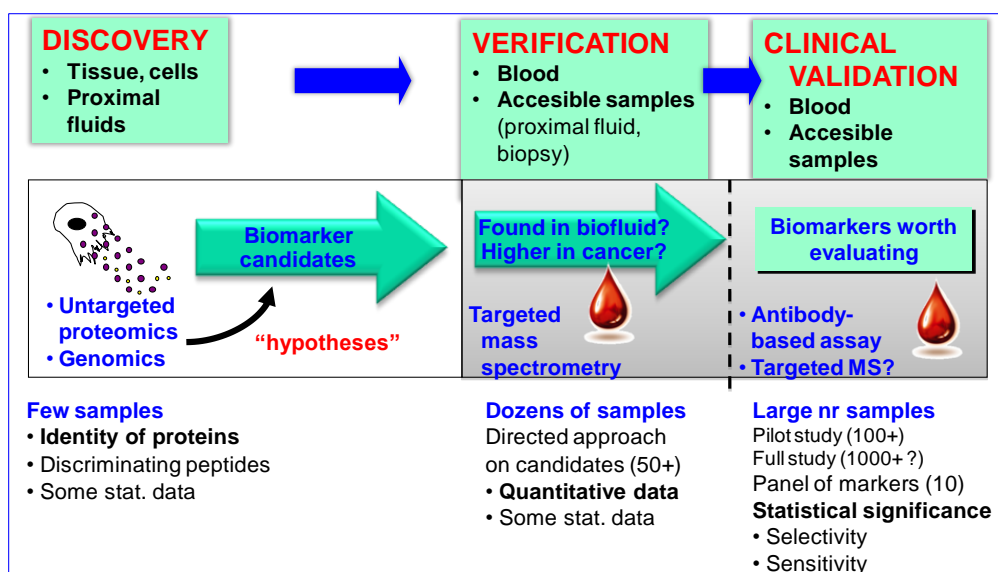 DISCOVERY
• Tissue, cells
• Proximal
fluids
VERIFICATION
• Blood
• Accesible samples
(proximal fluid,
biopsy)
CLINICAL
VALIDATION
• Blood
• Accesible
samples
Biomarker
candidates
• Untargeted
proteomics
• Genomics
“hypotheses”
Found in biofluid?
Higher in cancer?
Targeted
mass
spectrometry
Biomarkers worth
evaluating
• Antibody-
based assay
• Targeted MS?
Few samples
• Identity of proteins
• Discriminating peptides
• Some stat. data
Dozens of samples
Directed approach
on candidates (50+)
• Quantitative data
• Some stat. data
Large nr samples
Pilot study (100+)
Full study (1000+ ?)
Panel of markers (10)
Statistical significance
• Selectivity
• Sensitivity